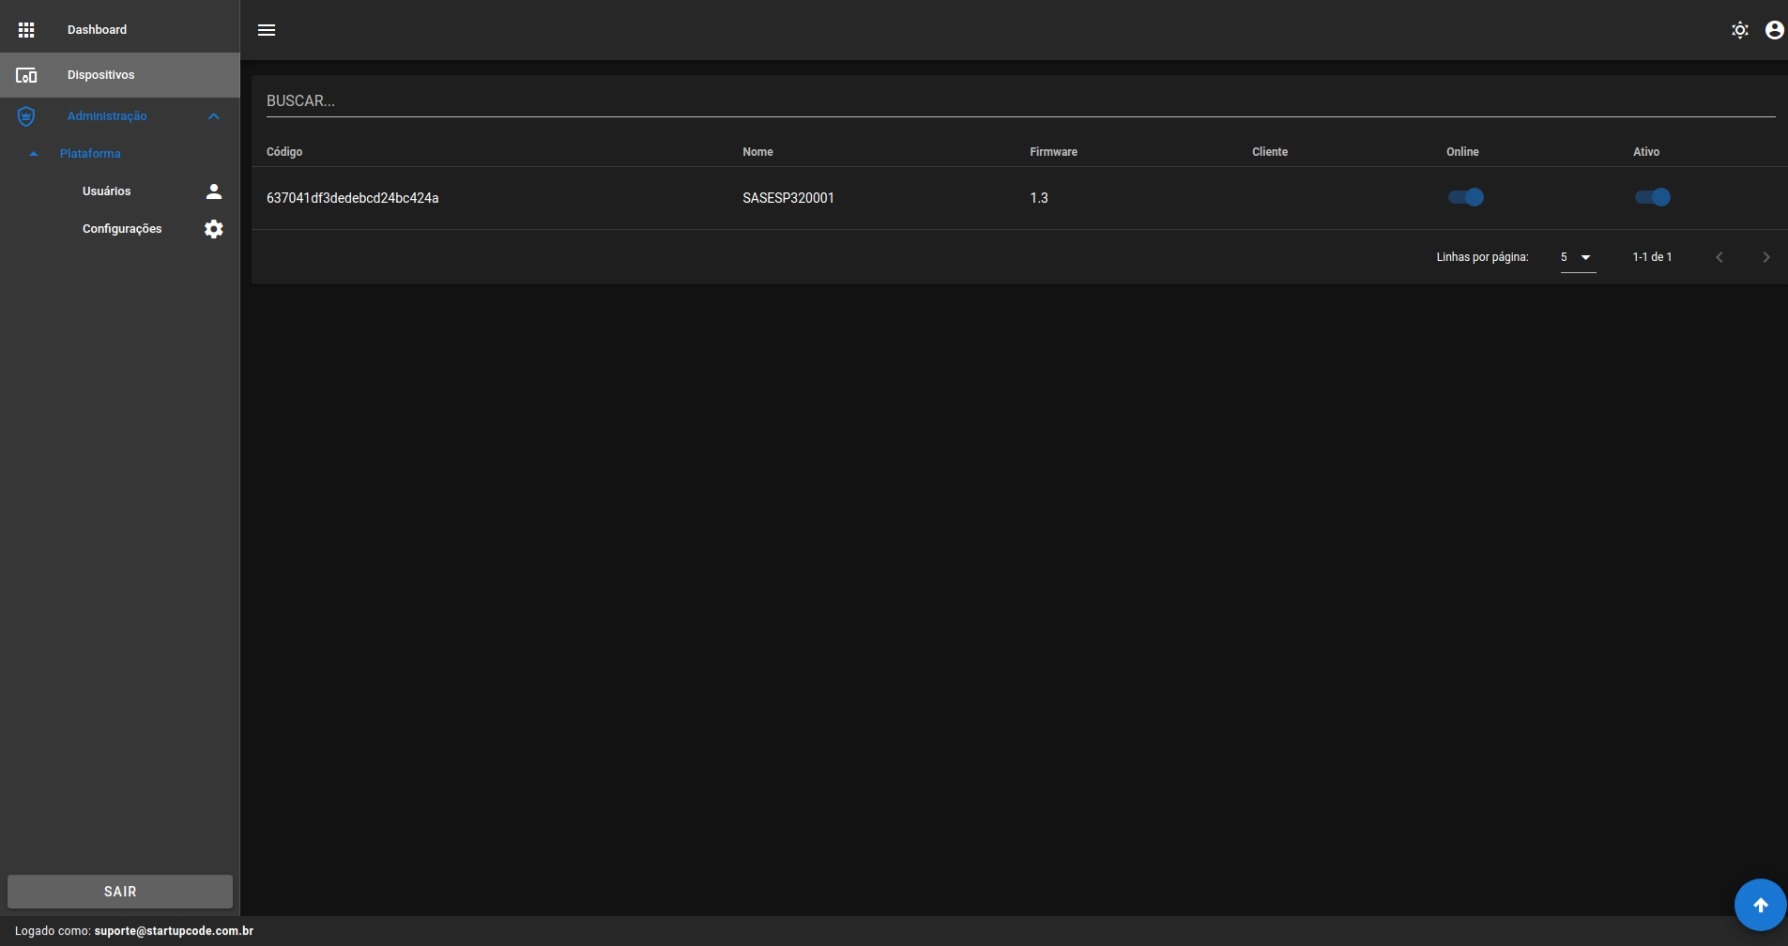 Dashboard
Dispositivos
Administração
Plataforma
Usuários
Configurações
SAIR
BUSCAR...
Código Nome Firmware Cliente Online Ativo
637041df3dedebcd24bc424a SASESP320001 1.3
Linhas por página: 5 1-1 de 1
Logado como: suporte@startupcode.com.br